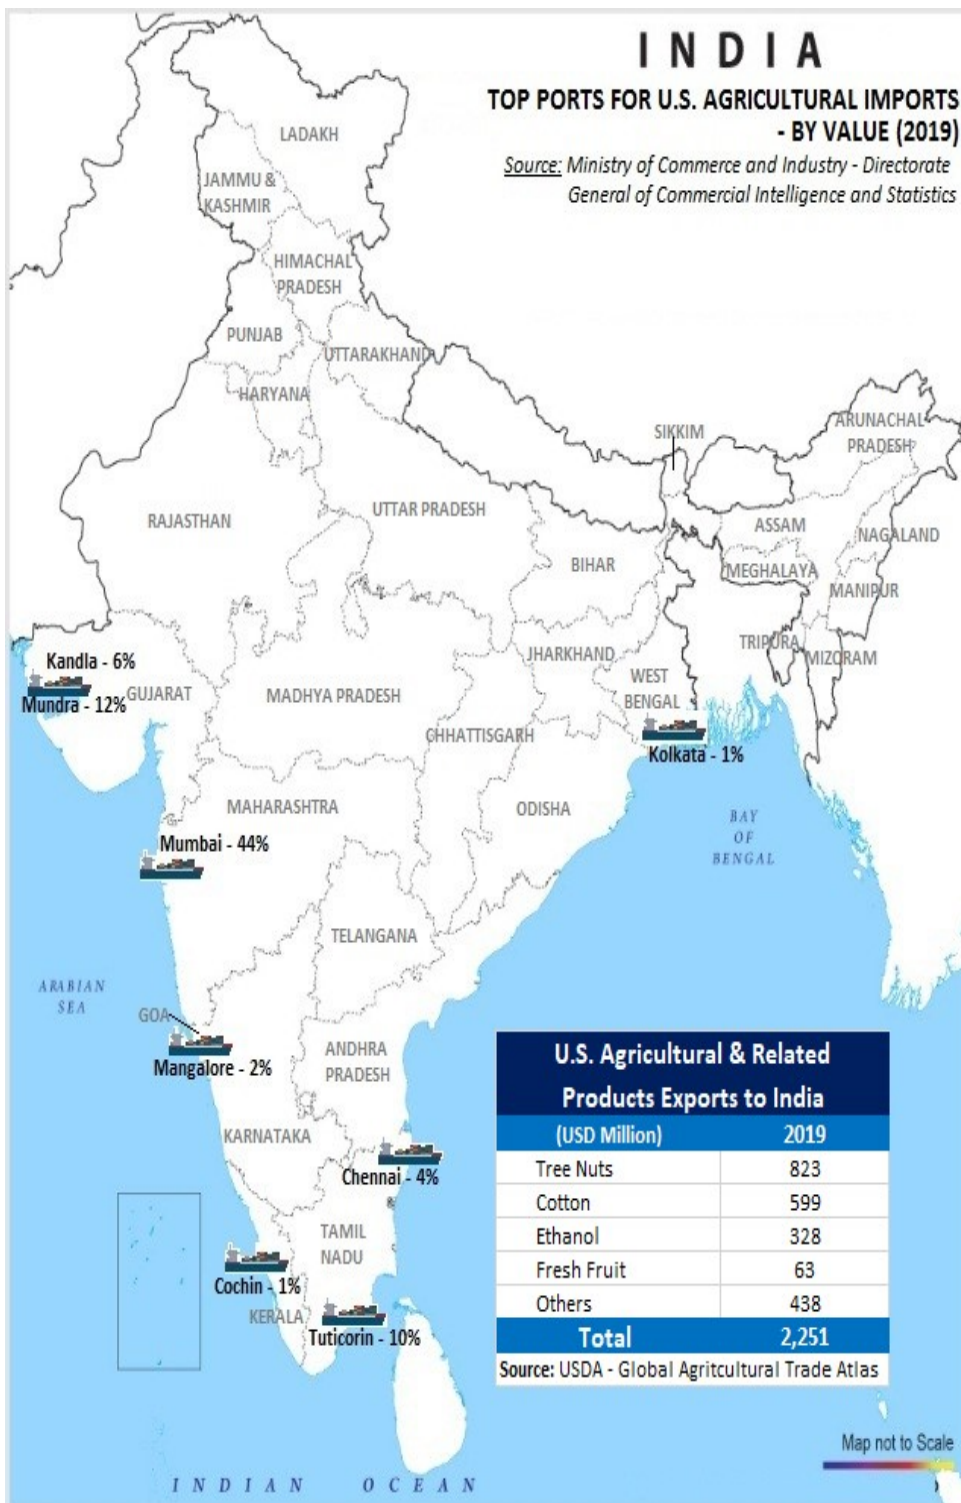 INDIA
TOP PORTS FOR U.S. AGRICULTURAL IMPORTS
- BY VALUE (2019)
Source: Ministry of Commerce and Industry - Directorate
General of Commercial Intelligence and Statistics
LADAKH
JAMMU &
KASHMIR
HIMACHAL
PRADESH
PUNJAB
UTTARAKHAND
HARYANA
ARUNACHAL
PRADESH
SIKKIM
RAJASTHAN
UTTAR PRADESH
ASSAM
NAGALAND
BIHAR
MEGHALAYA
MANIPUR
TRIPURA
MIZORAM
JHARKHAND
WEST
BENGAL
Kandla - 6%
GUJARAT
Mundra - 12%
MADHYA PRADESH
CHHATTISGARH
Kolkata - 1%
MAHARASHTRA
ODISHA
BAY
OF
BENGAL
Mumbai - 44%
TELANGANA
ARABIAN
SEA
GOA
Mangalore - 2%
ANDHRA
PRADESH
KARNATAKA
Chennai - 4%
TAMIL
NADU
Cochin - 1%
KERALA
Tuticorin - 10%
U.S. Agricultural & Related
Products Exports to India
(USD Million) 2019
Tree Nuts 823
Cotton 599
Ethanol 328
Fresh Fruit 63
Others 438
Total 2,251
Source: USDA - Global Agritcultural Trade Atlas
Map not to Scale
INDIAN OCEAN